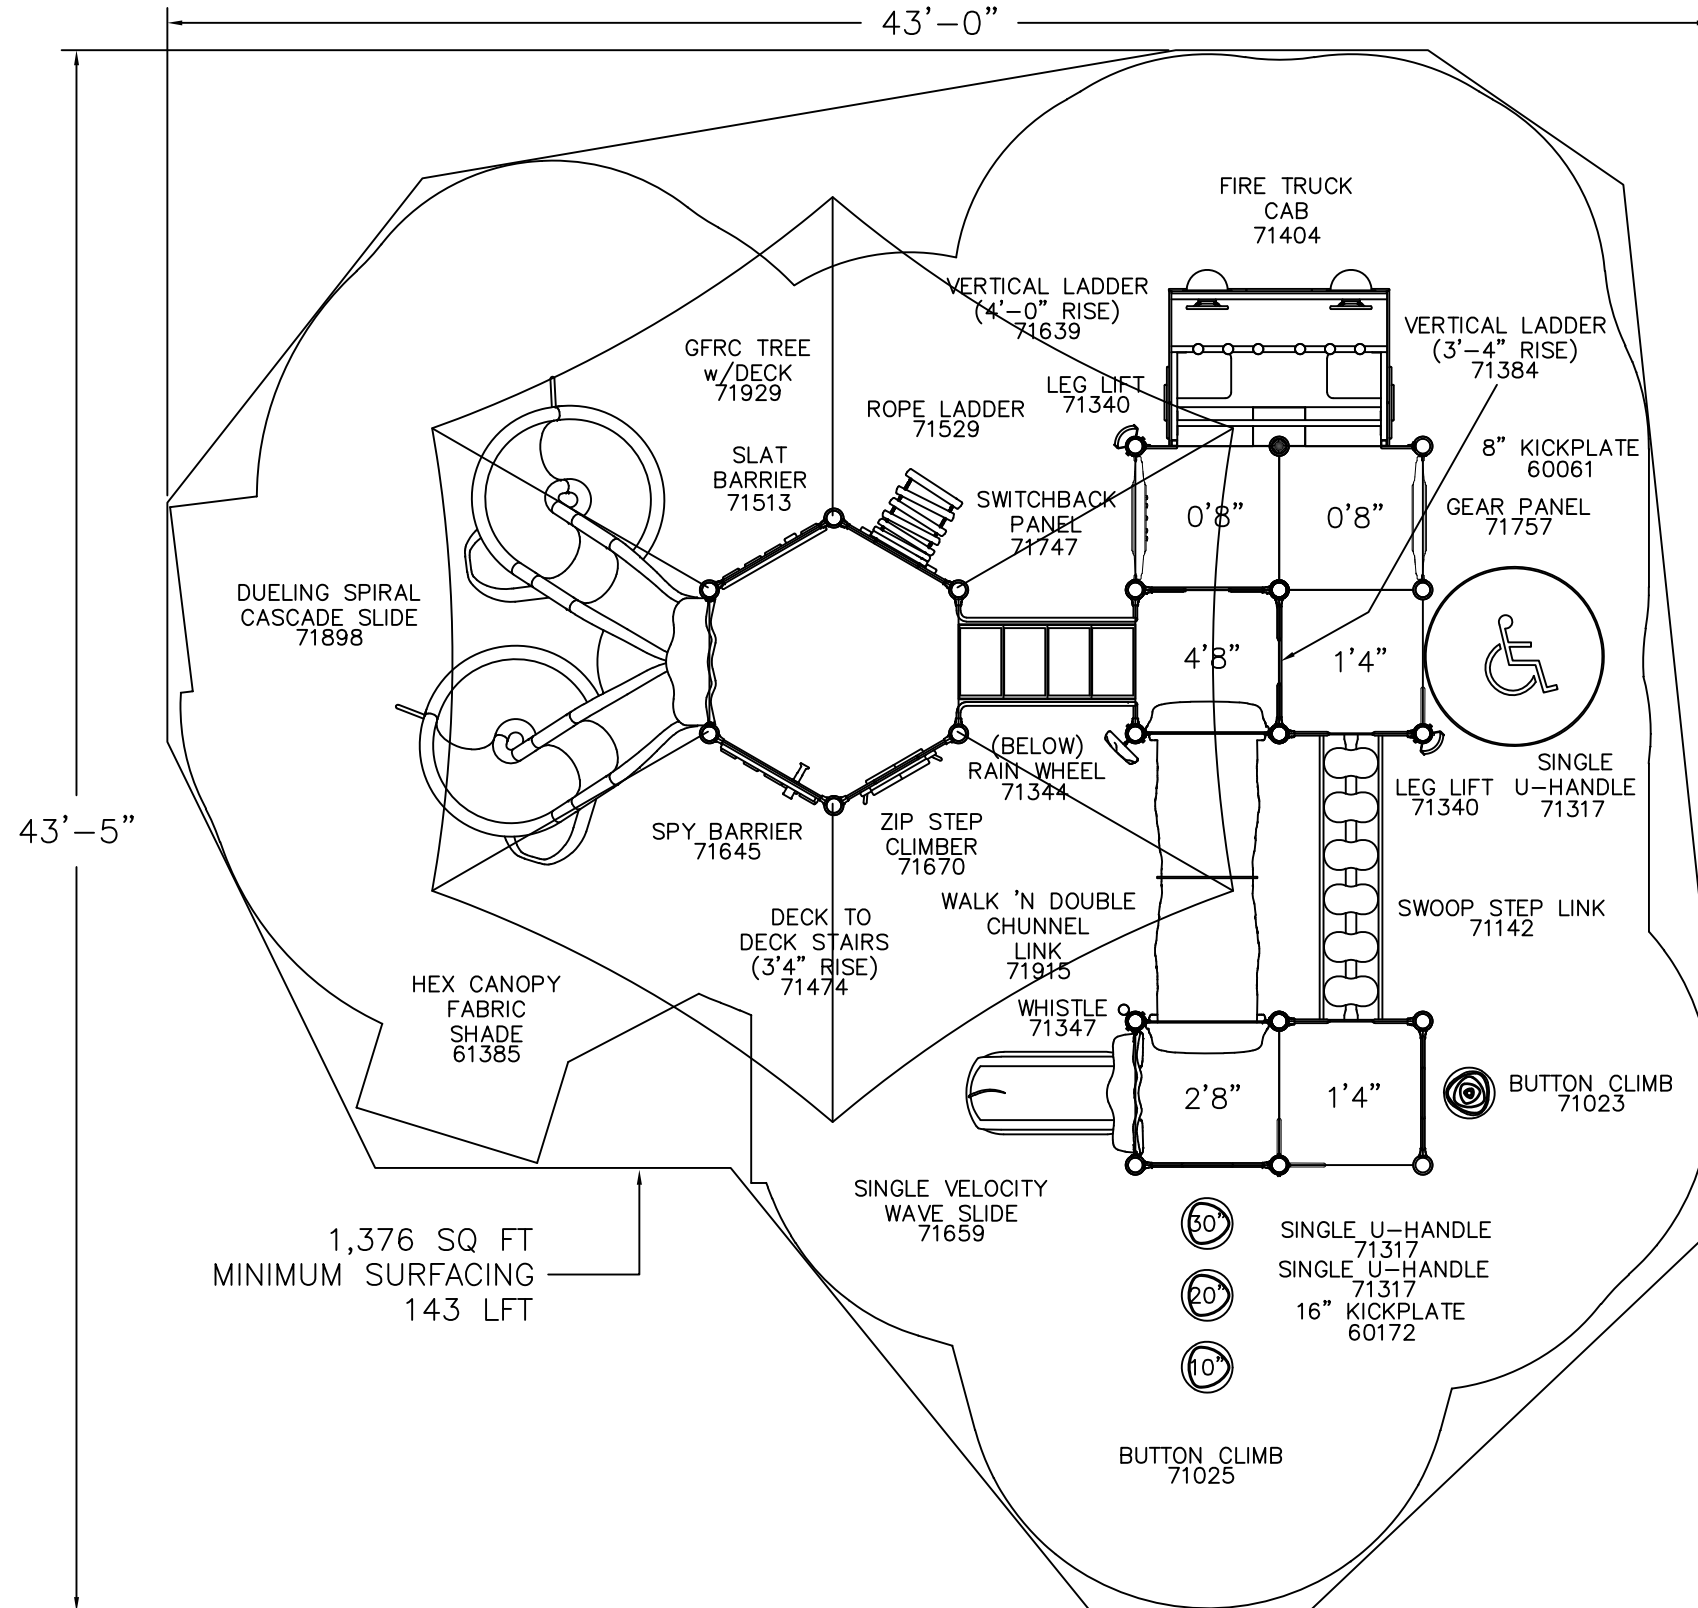 43'-0"
FIRE TRUCK
CAB
71404
VERTICAL LADDER
(4'-0" RISE)
71639
VERTICAL LADDER
(3'-4" RISE)
71384
GFRC TREE
w/DECK
71929
LEG LIFT
71340
ROPE LADDER
71529
SLAT
BARRIER
71513
8" KICKPLATE
60061
SWITCHBACK
PANEL
71747
0'8"
0'8"
GEAR PANEL
71757
DUELING SPIRAL
CASCADE SLIDE
71898
4'8"
1'4"
(BELOW)
RAIN WHEEL
71344
SINGLE
U-HANDLE
71317
LEG LIFT
71340
43'-5"
SPY BARRIER
71645
ZIP STEP
CLIMBER
71670
WALK 'N DOUBLE
CHUNNEL
LINK
71915
SWOOP STEP LINK
71142
DECK TO
DECK STAIRS
(3'4" RISE)
71474
HEX CANOPY
FABRIC
SHADE
61385
WHISTLE
71347
2'8"
1'4"
BUTTON CLIMB
71023
SINGLE VELOCITY
WAVE SLIDE
71659
30"
SINGLE U-HANDLE
71317
SINGLE U-HANDLE
71317
16" KICKPLATE
60172
1,376 SQ FT
MINIMUM SURFACING
143 LFT
20"
10"
BUTTON CLIMB
71025